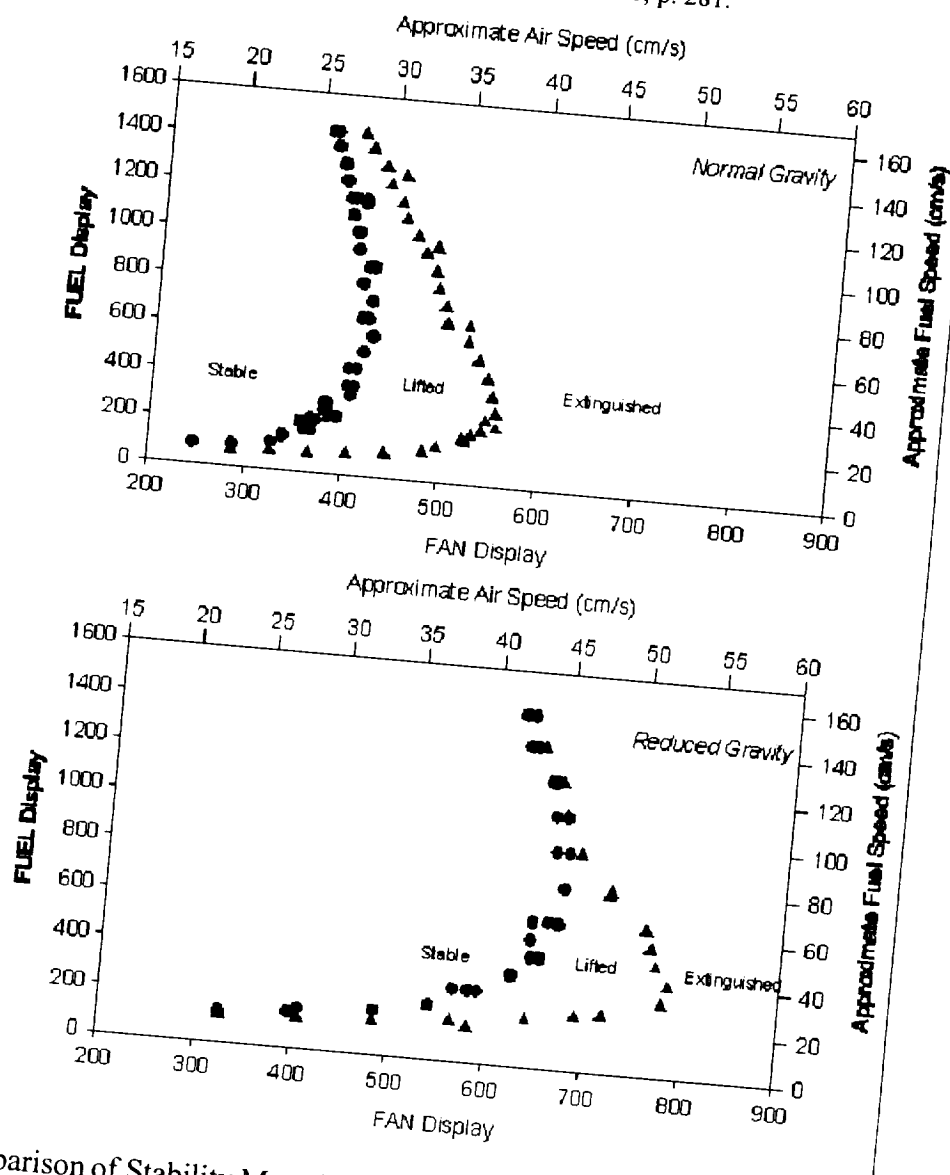 p. 281.
Approximate Air Speed (cm/s)
15 20 25 30 35 40 45 50 55 60
1600
1400
1200
1000
800
600
400
200
0
FUEL Display
Normal Gravity
Stable
Lifted
Extinguished
160
140
120
100
80
60
40
20
0
Approximate Fuel Speed (cm/s)
200 300 400 500 600 700 800 900
FAN Display
Approximate Air Speed (cm/s)
15 20 25 30 35 40 45 50 55 60
1600
1400
1200
1000
800
600
400
200
0
FUEL Display
Reduced Gravity
Stable
Lifted
Extinguished
160
140
120
100
80
60
40
20
0
Approximate Fuel Speed (cm/s)
200 300 400 500 600 700 800 900
FAN Display
parison of Stability